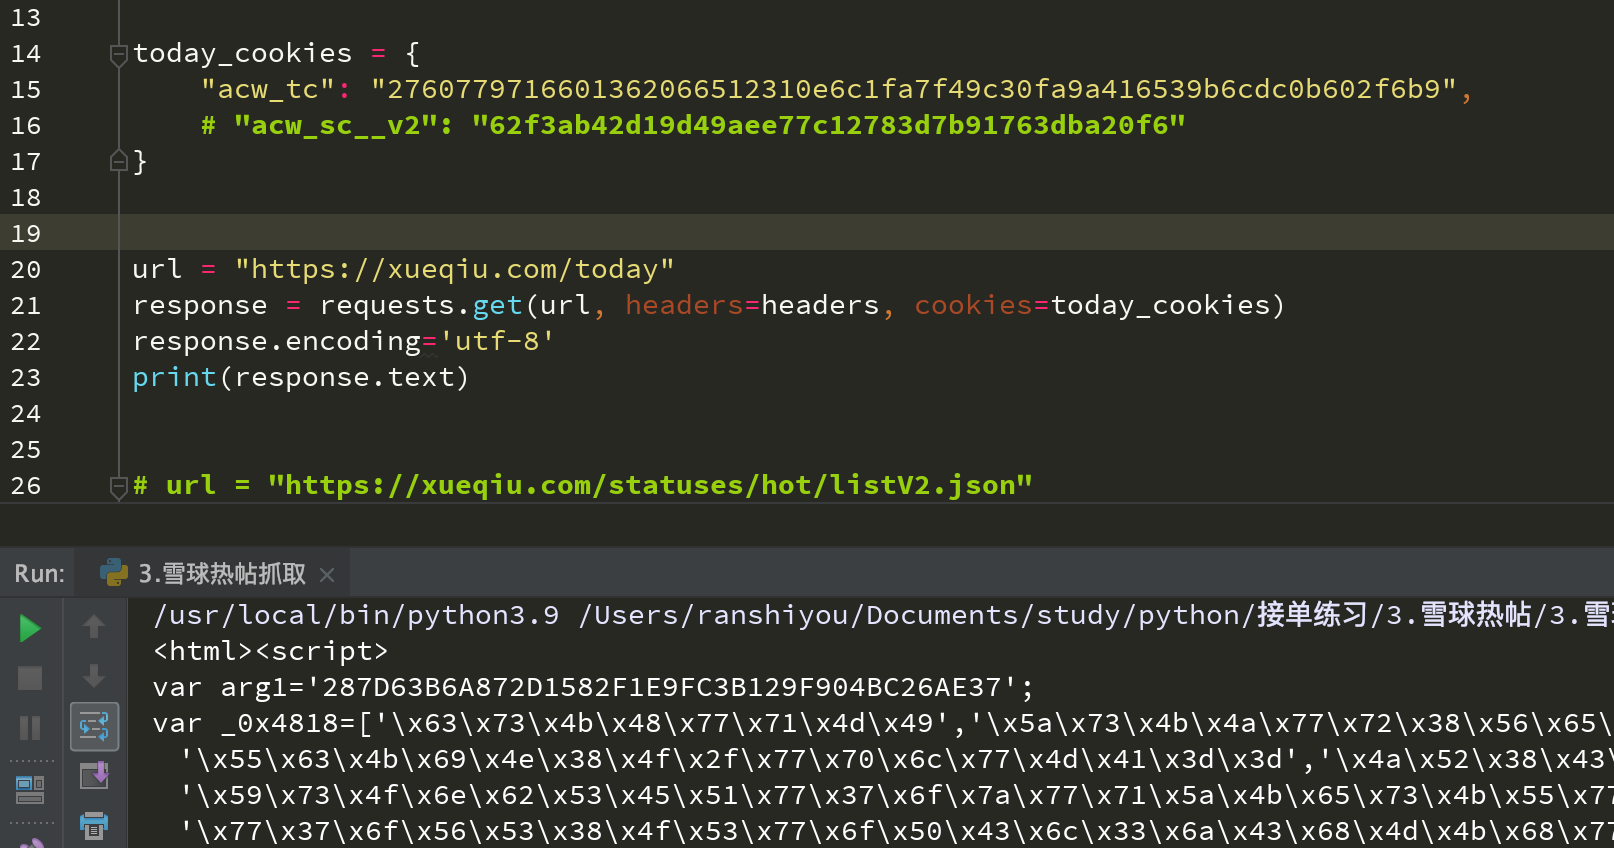 13
14 today_cookies = {
15 "acw_tc": "2760779716601362066512310e6c1fa7f49c30fa9a416539b6cdc0b602f6b9",
16 # "acw_sc__v2": "62f3ab42d19d49aee77c12783d7b91763dba20f6"
17 }
18
19
20 url = "https://xueqiu.com/today"
21 response = requests.get(url, headers=headers, cookies=today_cookies)
22 response.encoding='utf-8'
23 print(response.text)
24
25
26 # url = "https://xueqiu.com/statuses/hot/listV2.json"
Run: 3.雪球热帖抓取
/usr/local/bin/python3.9 /Users/ranshiyou/Documents/study/python/接单练习/3.雪球热帖/3.雪
<html><script>
var arg1='287D63B6A872D1582F1E9FC3B129F904BC26AE37';
var _0x4818=['\x63\x73\x4b\x48\x77\x71\x4d\x49','\x5a\x73\x4b\x4a\x77\x72\x38\x56\x65\
'\x55\x63\x4b\x69\x4e\x38\x4f\x2f\x77\x70\x6c\x77\x4d\x41\x3d\x3d','\x4a\x52\x38\x43\
'\x59\x73\x4f\x6e\x62\x53\x45\x51\x77\x37\x6f\x7a\x77\x71\x5a\x4b\x65\x73\x4b\x55\x77
'\x77\x37\x6f\x56\x53\x38\x4f\x53\x77\x6f\x50\x43\x6c\x33\x6a\x43\x68\x4d\x4b\x68\x77